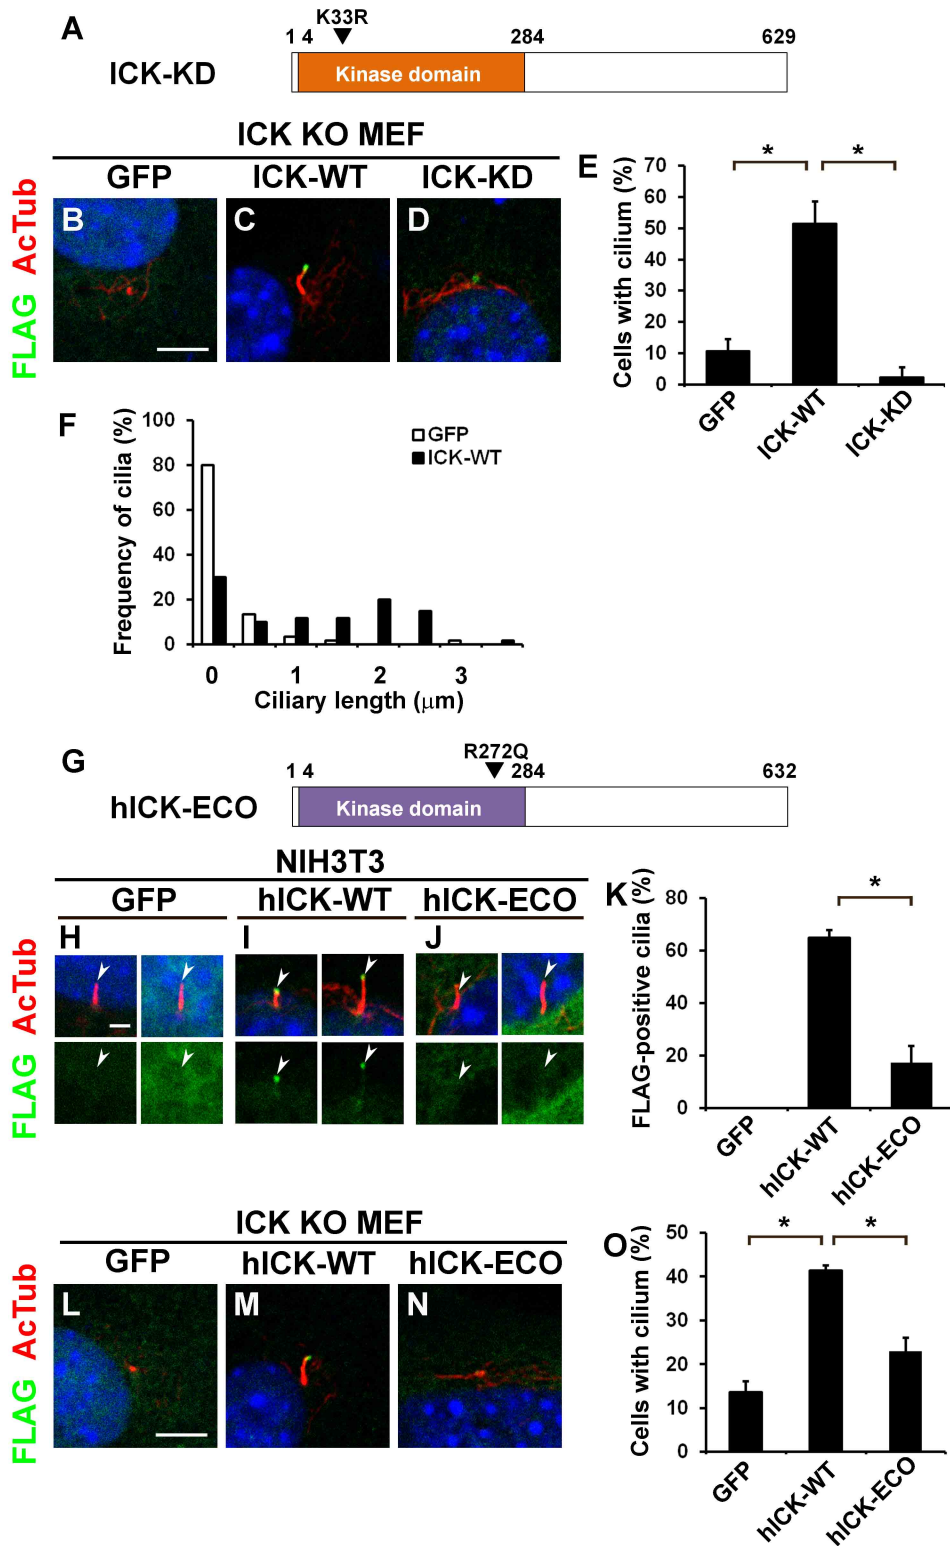 A
K33R
1 4 284 629
ICK-KD
Kinase domain
ICK KO MEF
GFP ICK-WT ICK-KD
FLAG AcTub
B C D
E
Cells with cilium (%)
70
60
50
40
30
20
10
0
* *
GFP ICK-WT ICK-KD
F
Frequency of cilia (%)
100
80
60
40
20
0
GFP
ICK-WT
0 1 2 3
Ciliary length (μm)
G
R272Q
1 4 284 632
hICK-ECO
Kinase domain
NIH3T3
GFP hICK-WT hICK-ECO
FLAG AcTub
H I J
K
FLAG-positive cilia (%)
80
60
40
20
0
*
GFP hICK-WT hICK-ECO
ICK KO MEF
GFP hICK-WT hICK-ECO
FLAG AcTub
L M N
O
Cells with cilium (%)
50
40
30
20
10
0
* *
GFP hICK-WT hICK-ECO